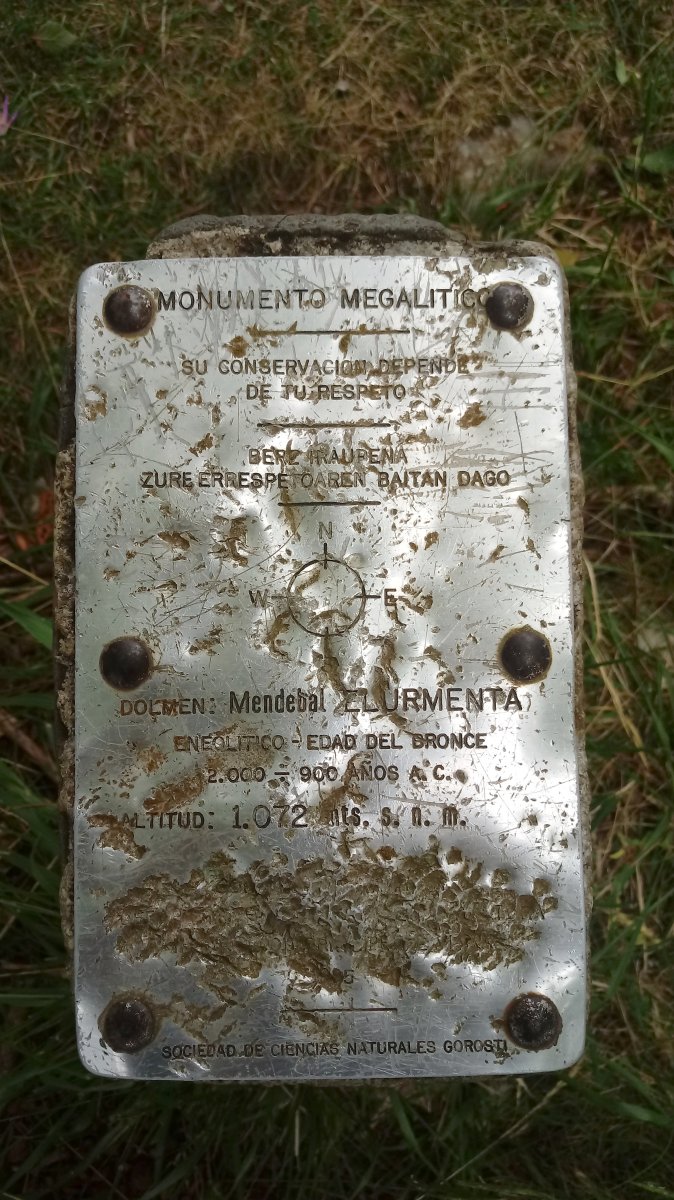 MONUMENTO MEGALITICO
SU CONSERVACION DEPENDE
DE TU RESPETO
BERZ IRAUPENA
ZURE ERRESPETOAREN BAITAN DAGO
N
W E
DOLMEN: Mendebal ELURMENTA
ENEOLITICO - EDAD DEL BRONCE
2.000 - 900 AÑOS A. C.
ALTITUD: 1.072 mts. s. n. m.
S
SOCIEDAD DE CIENCIAS NATURALES GOROSTI